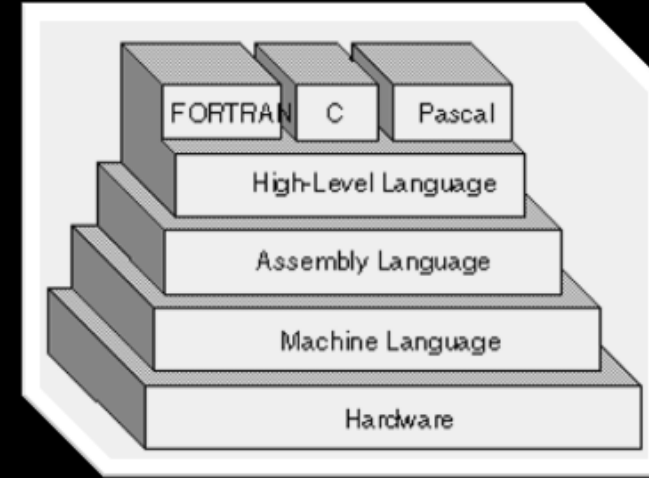 FORTRAN C Pascal
High-Level Language
Assembly Language
Machine Language
Hardware